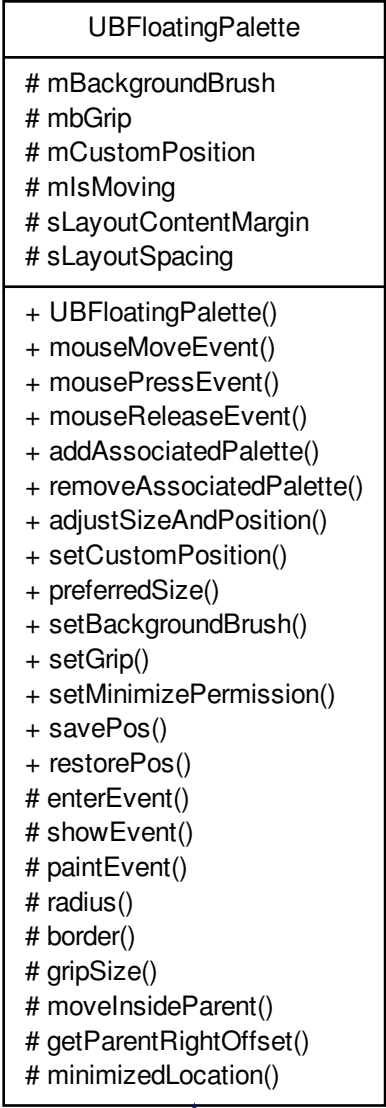 UBFloatingPalette
# mBackgroundBrush
# mbGrip
# mCustomPosition
# mIsMoving
# sLayoutContentMargin
# sLayoutSpacing
+ UBFloatingPalette()
+ mouseMoveEvent()
+ mousePressEvent()
+ mouseReleaseEvent()
+ addAssociatedPalette()
+ removeAssociatedPalette()
+ adjustSizeAndPosition()
+ setCustomPosition()
+ preferredSize()
+ setBackgroundBrush()
+ setGrip()
+ setMinimizePermission()
+ savePos()
+ restorePos()
# enterEvent()
# showEvent()
# paintEvent()
# radius()
# border()
# gripSize()
# moveInsideParent()
# getParentRightOffset()
# minimizedLocation()